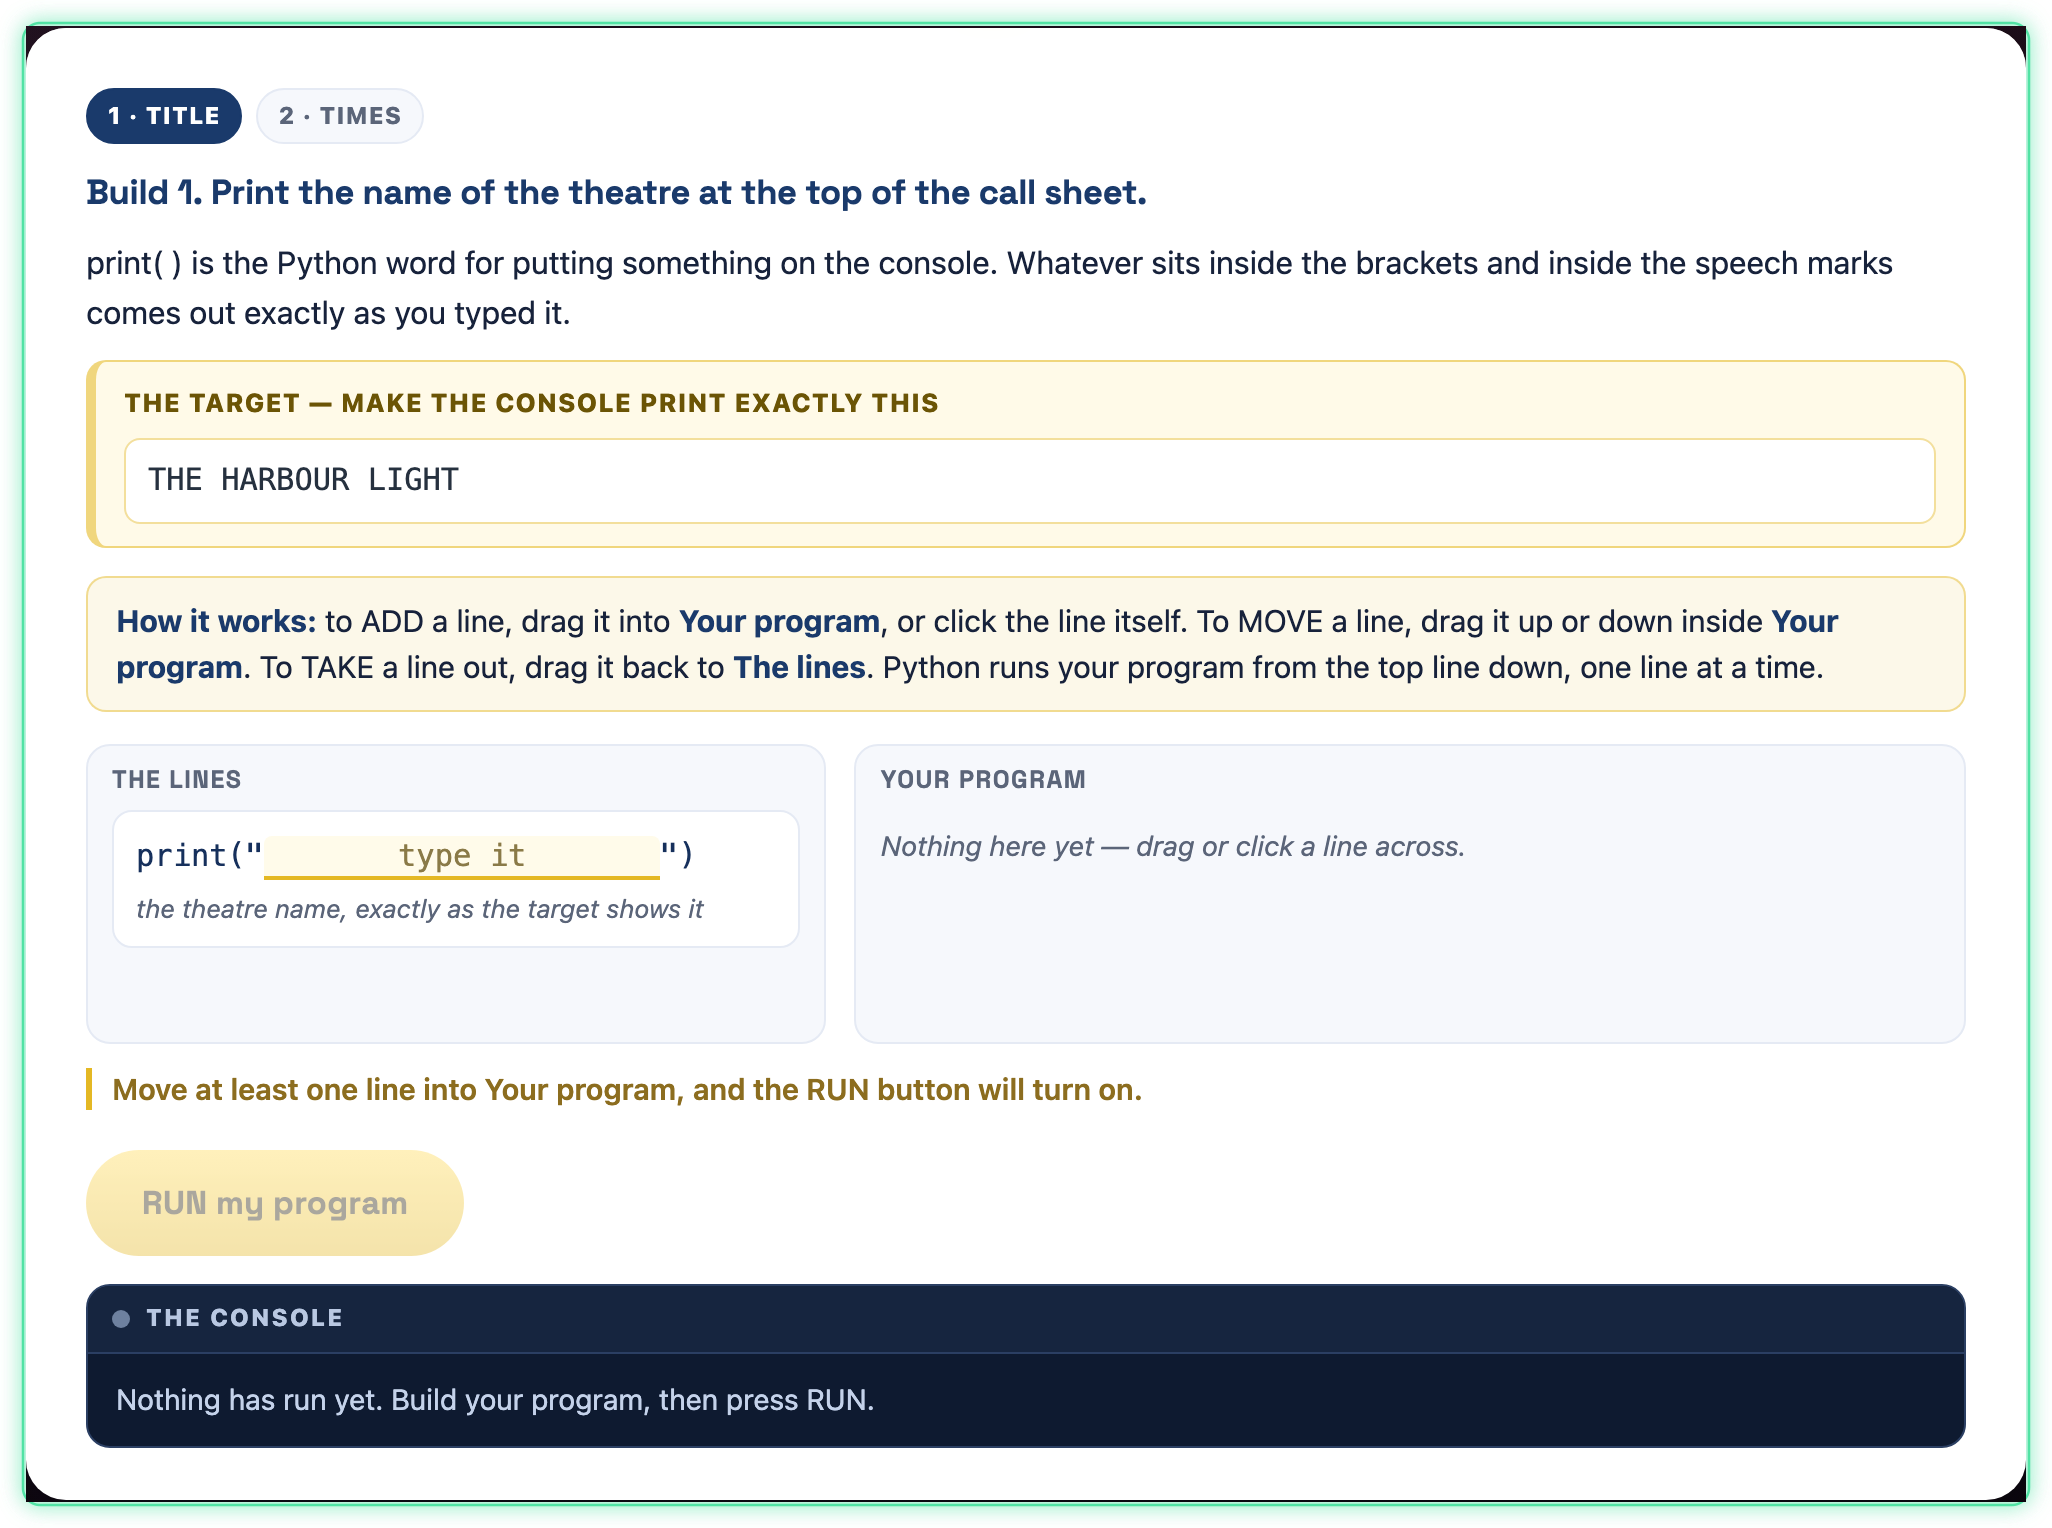 1 · TITLE
2 · TIMES
Build 1. Print the name of the theatre at the top of the call sheet.
print( ) is the Python word for putting something on the console. Whatever sits inside the brackets and inside the speech marks
comes out exactly as you typed it.
THE TARGET — MAKE THE CONSOLE PRINT EXACTLY THIS
THE HARBOUR LIGHT
How it works: to ADD a line, drag it into Your program, or click the line itself. To MOVE a line, drag it up or down inside Your
program. To TAKE a line out, drag it back to The lines. Python runs your program from the top line down, one line at a time.
THE LINES
print("type it")
the theatre name, exactly as the target shows it
YOUR PROGRAM
Nothing here yet — drag or click a line across.
Move at least one line into Your program, and the RUN button will turn on.
RUN my program
THE CONSOLE
Nothing has run yet. Build your program, then press RUN.